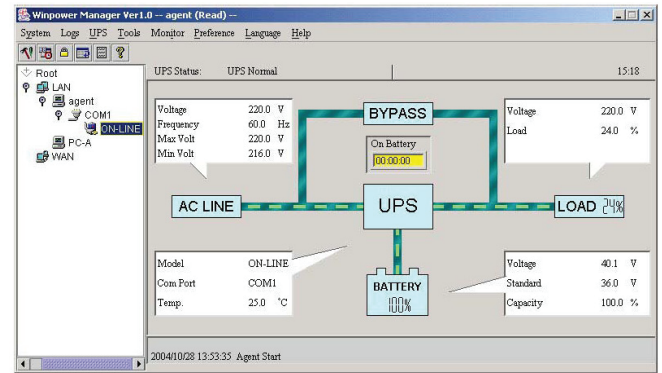 Winpower Manager Ver1.0 -- agent (Read) --
System Logs UPS Tools Monitor Preference Language Help
Root
LAN
agent
COM1
ON-LINE
PC-A
WAN
UPS Status: UPS Normal 15:18
Voltage 220.0 V
Frequency 60.0 Hz
Max Volt 220.0 V
Min Volt 216.0 V
BYPASS
On Battery
00:00:00
Voltage 220.0 V
Load 24.0 %
AC LINE
UPS
LOAD 24%
Model ON-LINE
Com Port COM1
Temp. 25.0 °C
BATTERY
100%
Voltage 40.1 V
Standard 36.0 V
Capacity 100.0 %
2004/10/28 13:53:35 Agent Start